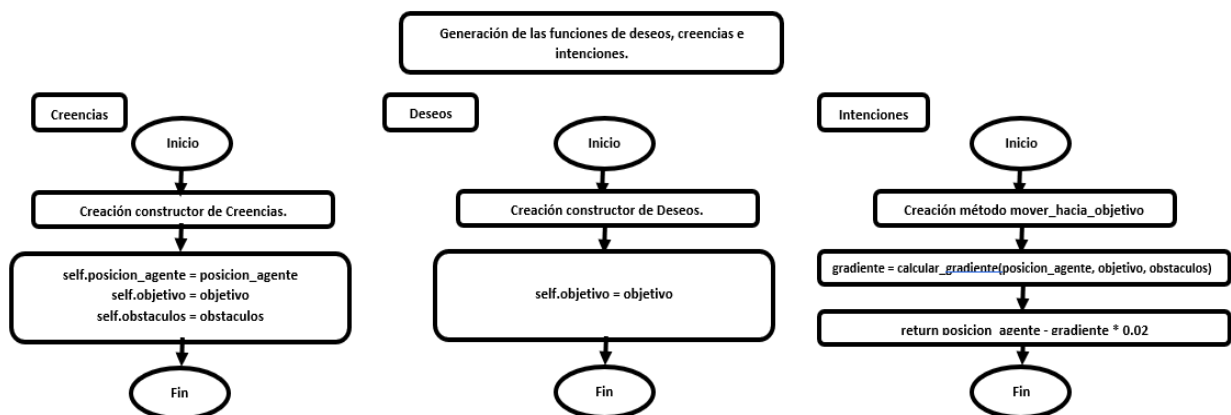 Generación de las funciones de deseos, creencias e
intenciones.
Creencias
Inicio
Creación constructor de Creencias.
self.posicion_agente = posicion_agente
self.objetivo = objetivo
self.obstaculos = obstaculos
Fin
Deseos
Inicio
Creación constructor de Deseos.
self.objetivo = objetivo
Fin
Intenciones
Inicio
Creación método mover_hacia_objetivo
gradiente = calcular_gradiente(posicion_agente, objetivo, obstaculos)
return posicion_agente - gradiente * 0.02
Fin